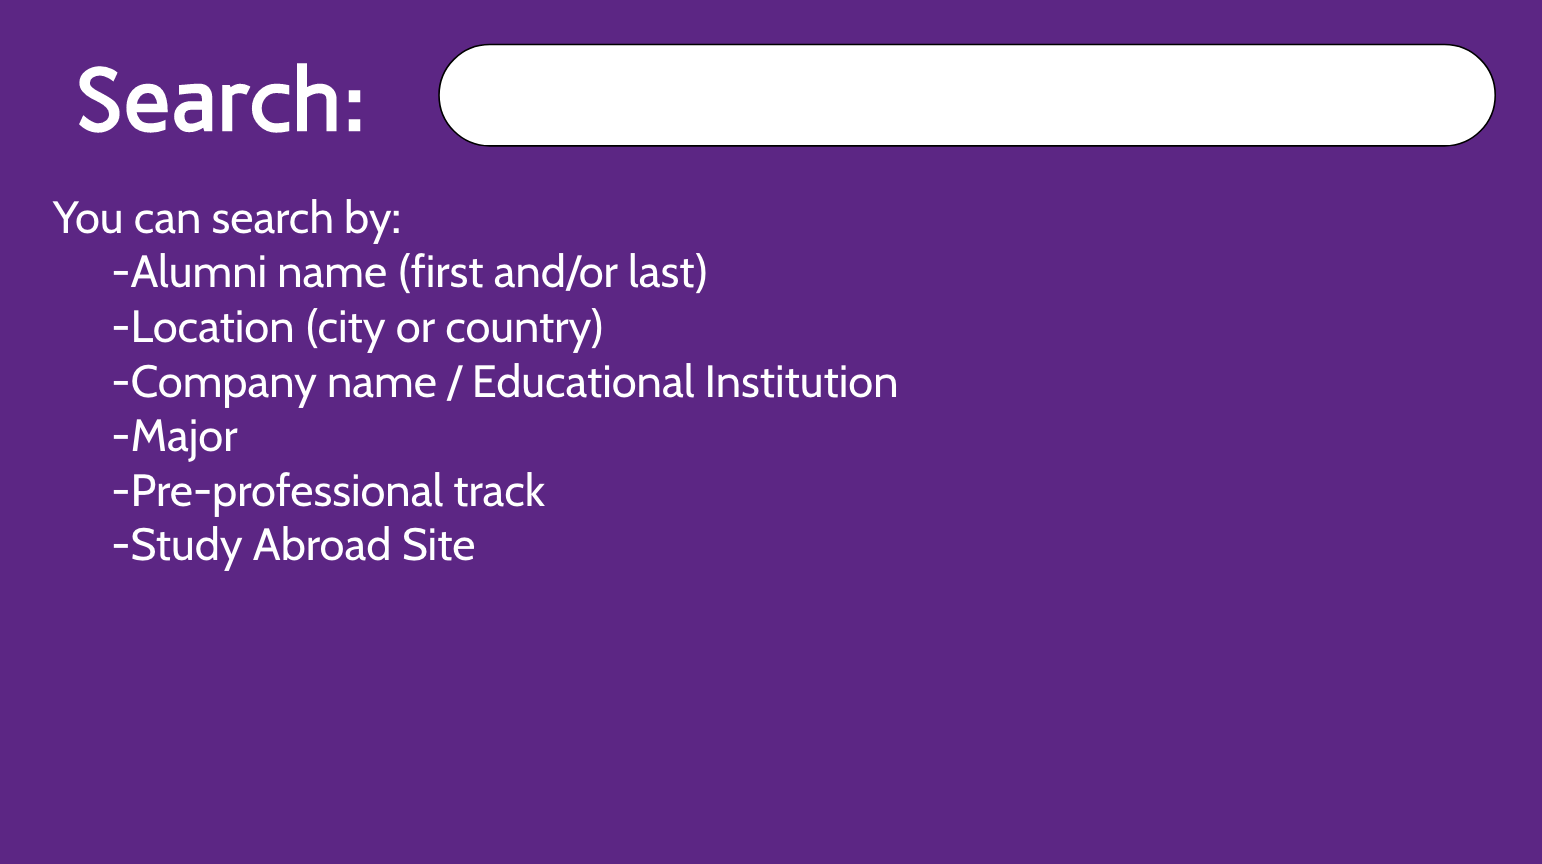 Search:
You can search by:
-Alumni name (first and/or last)
-Location (city or country)
-Company name / Educational Institution
-Major
-Pre-professional track
-Study Abroad Site